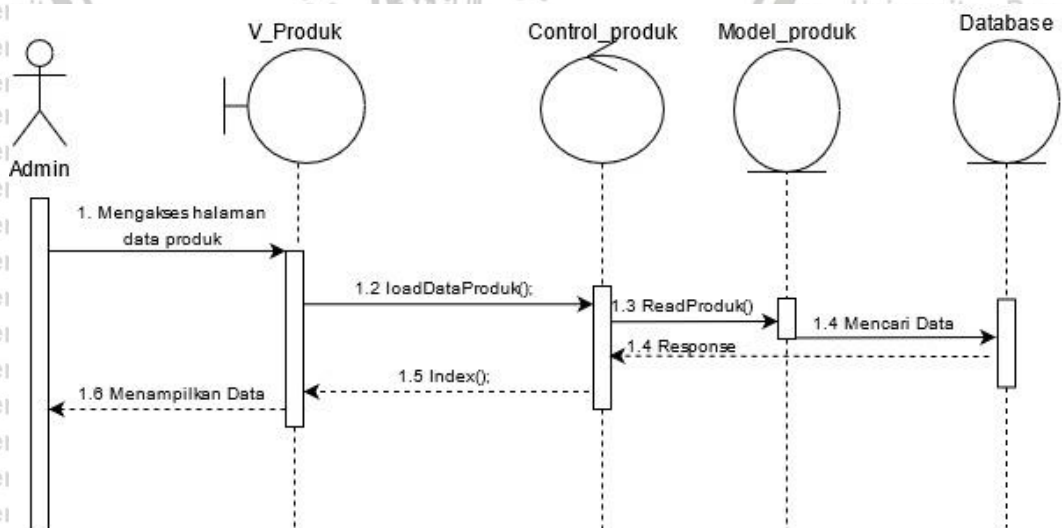 V_Produk
Control_produk
Model_produk
Database
Admin
1. Mengakses halaman
data produk
1.2 loadDataProduk();
1.3 ReadProduk()
1.4 Mencari Data
1.4 Response
1.5 Index();
1.6 Menampilkan Data